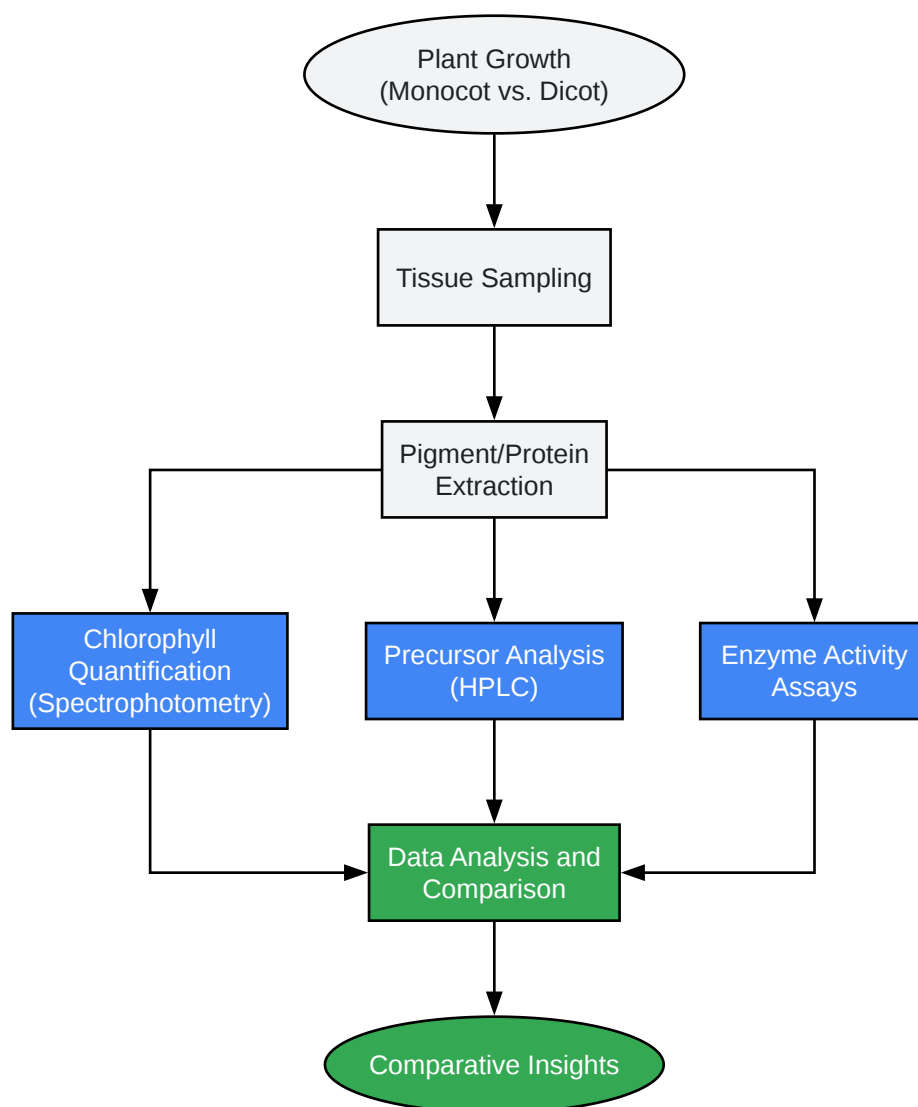 Plant Growth
(Monocot vs. Dicot)
Tissue Sampling
Pigment/Protein
Extraction
Chlorophyll
Quantification
(Spectrophotometry)
Precursor Analysis
(HPLC)
Enzyme Activity
Assays
Data Analysis and
Comparison
Comparative Insights